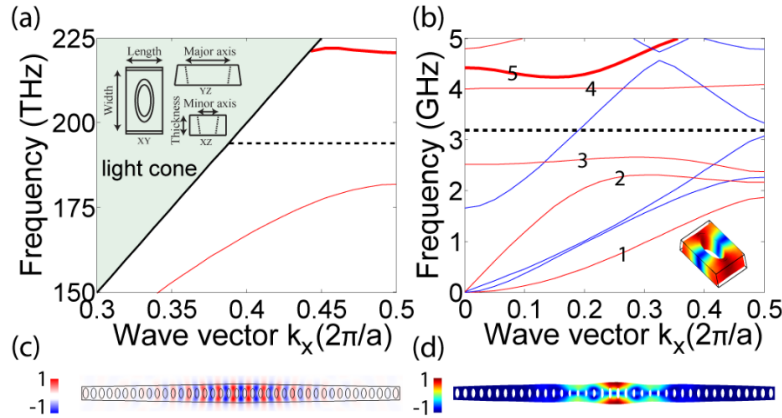 (a)
225
200
175
150
0.3
0.35
0.4
0.45
0.5
Frequency (THz)
Wave vector kₓ(2π/a)
Length
Width
XY
Major axis
YZ
Minor axis
Thickness
XZ
light cone
(b)
5
4
3
2
1
0
0
0.1
0.2
0.3
0.4
0.5
Frequency (GHz)
Wave vector kₓ(2π/a)
5
4
3
2
1
(c)
1
-1
(d)
1
-1